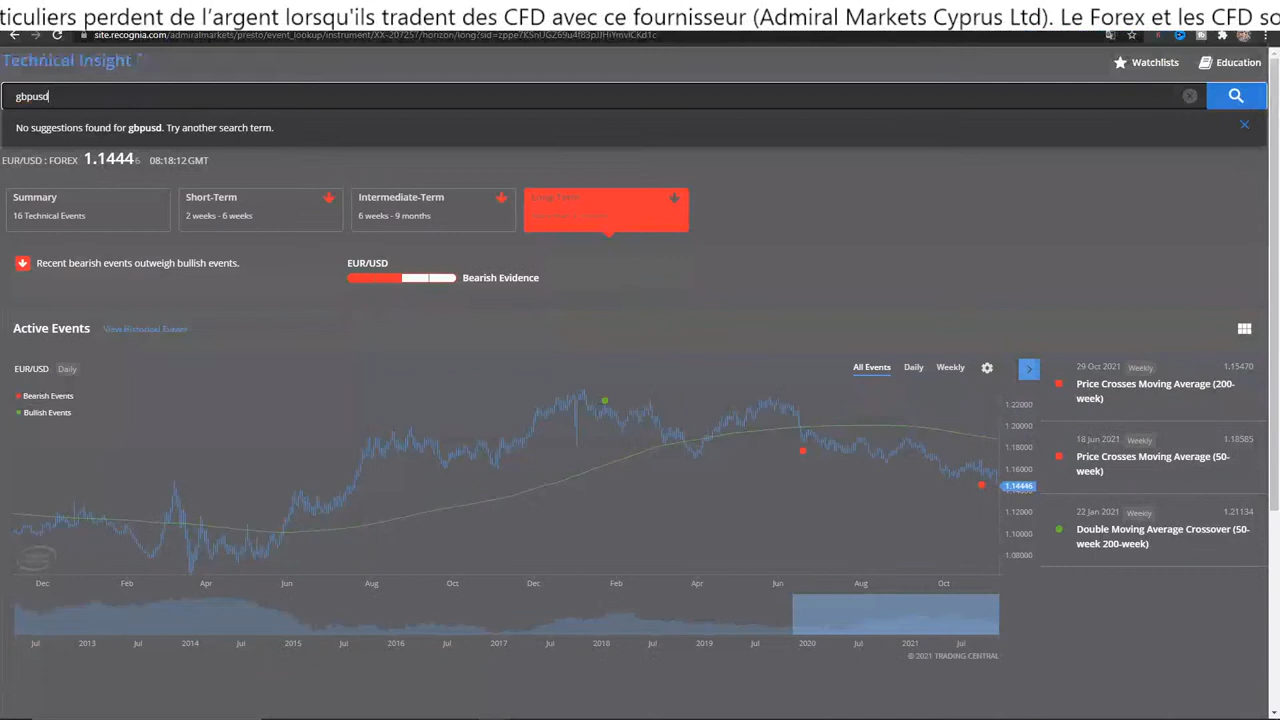 ticuliers perdent de l’argent lorsqu'ils tradent des CFD avec ce fournisseur (Admiral Markets Cyprus Ltd). Le Forex et les CFD so
Technical Insight
Watchlists
Education
gbpusd
No suggestions found for gbpusd. Try another search term.
EUR/USD : FOREX 1.14446 08:18:12 GMT
Summary
16 Technical Events
Short-Term
2 weeks - 6 weeks
Intermediate-Term
6 weeks - 9 months
Long-Term
Recent bearish events outweigh bullish events.
EUR/USD
Bearish Evidence
Active Events
View Historical Events
EUR/USD Daily
All Events Daily Weekly
Bearish Events
Bullish Events
1.22000
1.20000
1.18000
1.16000
1.14446
1.12000
1.10000
1.08000
Dec Feb Apr Jun Aug Oct Dec Feb Apr Jun Aug Oct
Jul 2013 Jul 2014 Jul 2015 Jul 2016 Jul 2017 Jul 2018 Jul 2019 Jul 2020 Jul 2021 Jul
© 2021 TRADING CENTRAL
29 Oct 2021 Weekly 1.15470
Price Crosses Moving Average (200-
week)
18 Jun 2021 Weekly 1.18585
Price Crosses Moving Average (50-
week)
22 Jan 2021 Weekly 1.21134
Double Moving Average Crossover (50-
week 200-week)